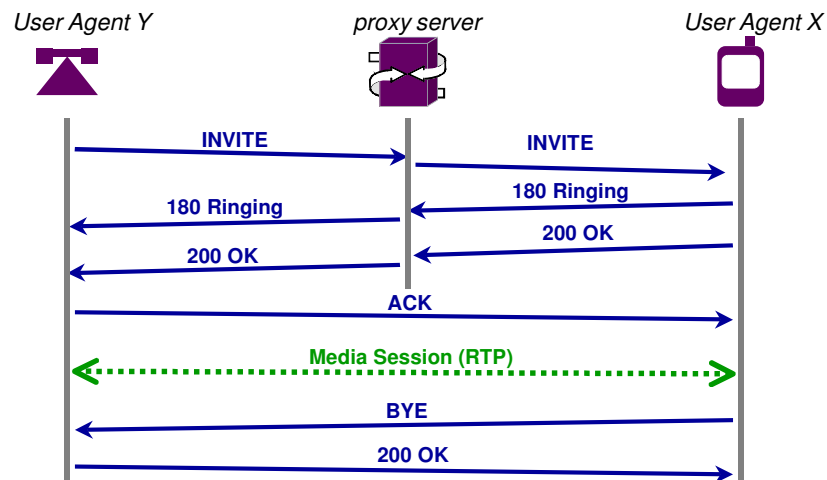 User Agent Y
proxy server
User Agent X
INVITE
INVITE
180 Ringing
180 Ringing
200 OK
200 OK
ACK
Media Session (RTP)
BYE
200 OK